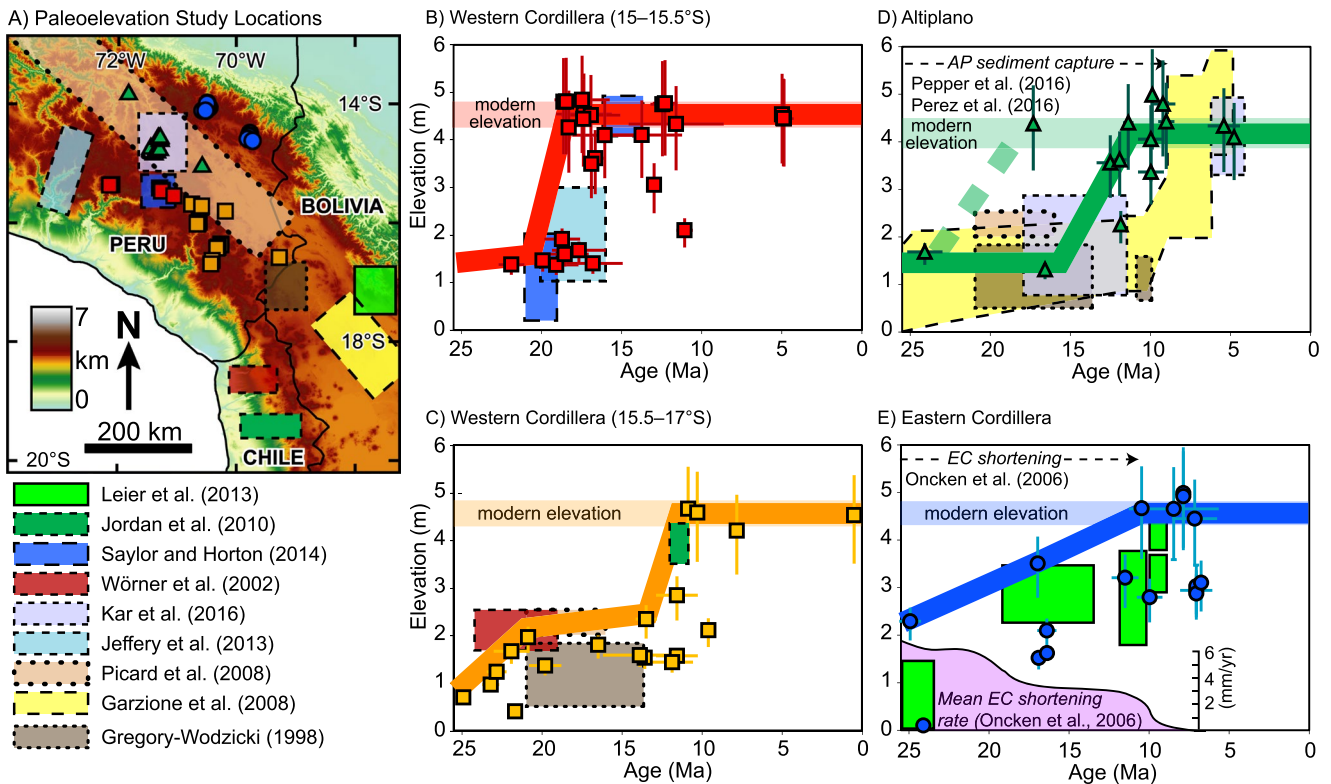 A) Paleoelevation Study Locations
72°W
70°W
14°S
BOLIVIA
PERU
18°S
7
km
0
N
200 km
20°S
CHILE
Leier et al. (2013)
Jordan et al. (2010)
Saylor and Horton (2014)
Wörner et al. (2002)
Kar et al. (2016)
Jeffery et al. (2013)
Picard et al. (2008)
Garzione et al. (2008)
Gregory-Wodzicki (1998)
B) Western Cordillera (15–15.5°S)
6
5
4
3
2
1
0
Elevation (m)
modern
elevation
25
20
15
10
5
0
Age (Ma)
C) Western Cordillera (15.5–17°S)
6
5
4
3
2
1
0
Elevation (m)
modern elevation
25
20
15
10
5
0
Age (Ma)
D) Altiplano
6
5
4
3
2
1
0
AP sediment capture
Pepper et al. (2016)
Perez et al. (2016)
modern
elevation
25
20
15
10
5
0
Age (Ma)
E) Eastern Cordillera
6
5
4
3
2
1
0
EC shortening
Oncken et al. (2006)
modern elevation
Mean EC shortening
rate (Oncken et al., 2006)
6
4
2
(mm/yr)
25
20
15
10
5
0
Age (Ma)